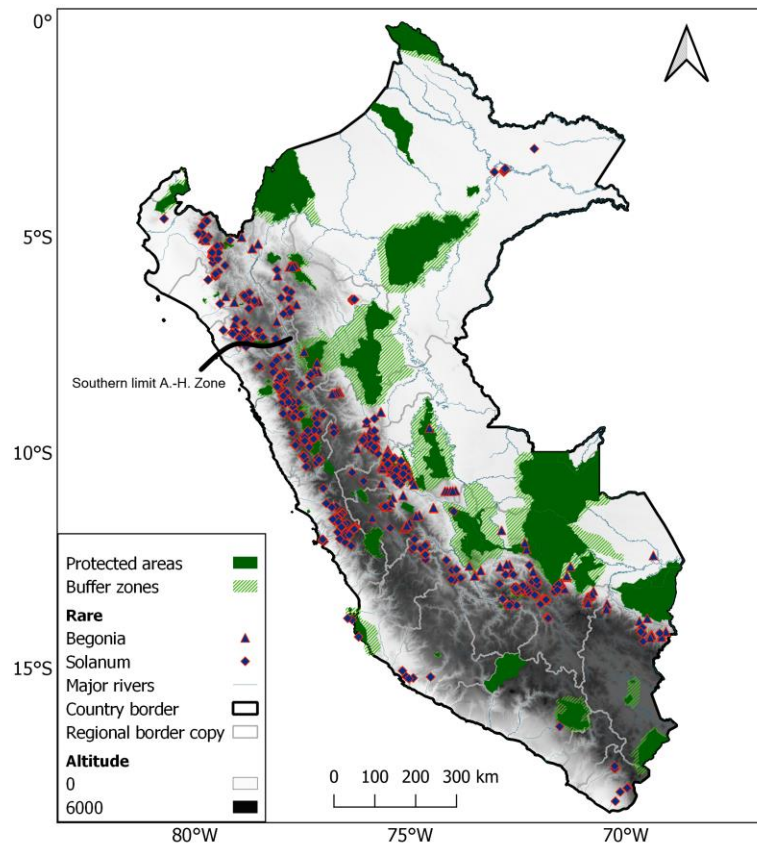 0°
5°S
Southern limit A.-H. Zone
10°S
15°S
Protected areas
Buffer zones
Rare
Begonia
Solanum
Major rivers
Country border
Regional border copy
Altitude
0
6000
0 100 200 300 km
80°W 75°W 70°W